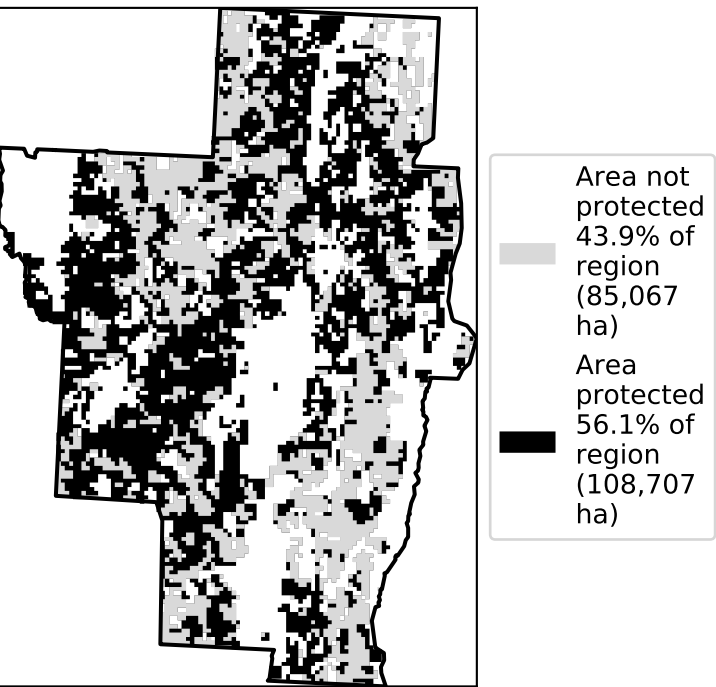 Area not
protected
43.9% of
region
(85,067
ha)
Area
protected
56.1% of
region
(108,707
ha)